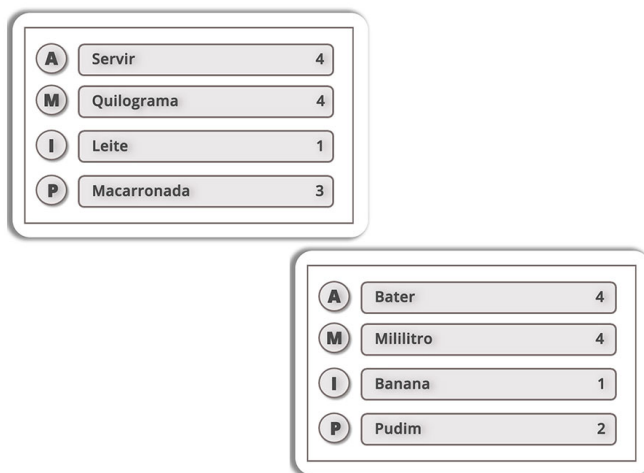 A Servir 4
M Quilograma 4
I Leite 1
P Macarronada 3
A Bater 4
M Mililitro 4
I Banana 1
P Pudim 2